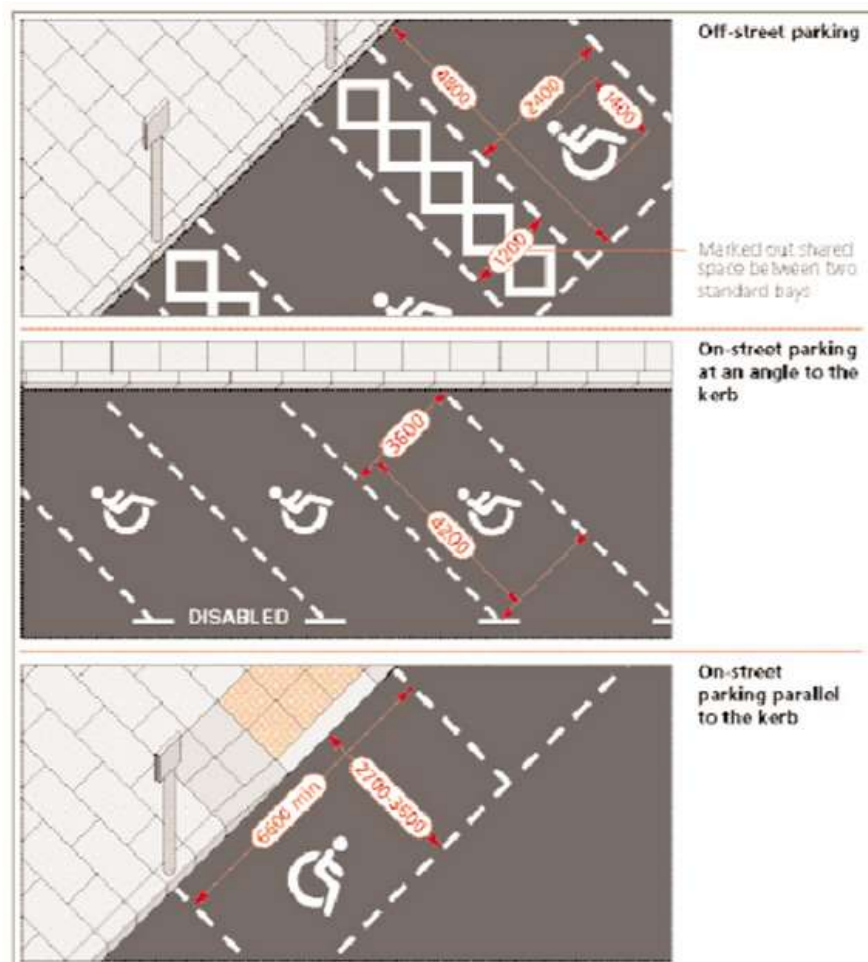 Off-street parking
4800
2400
1400
1200
Marked out shared
space between two
standard bays
On-street parking
at an angle to the
kerb
3600
4200
DISABLED
On-street
parking parallel
to the kerb
6600 min
2700-3600